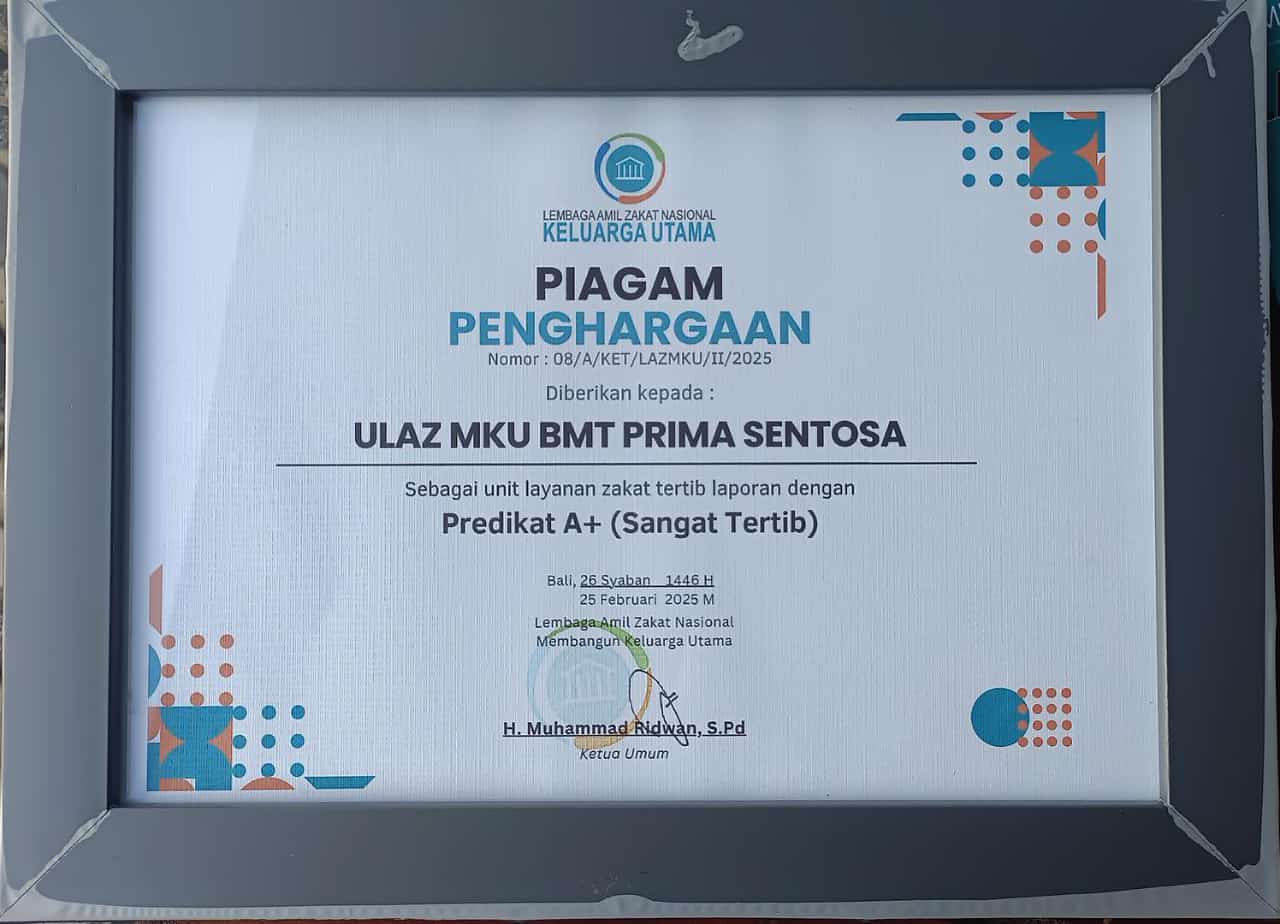 LEMBAGA AMIL ZAKAT NASIONAL
KELUARGA UTAMA
PIAGAM
PENGHARGAAN
Nomor : 08/A/KET/LAZMKU/II/2025
Diberikan kepada :
ULAZ MKU BMT PRIMA SENTOSA
Sebagai unit layanan zakat tertib laporan dengan
Predikat A+ (Sangat Tertib)
Bali, 26 Syaban 1446 H
25 Februari 2025 M
Lembaga Amil Zakat Nasional
Membangun Keluarga Utama
H. Muhammad Ridwan, S.Pd
Ketua Umum